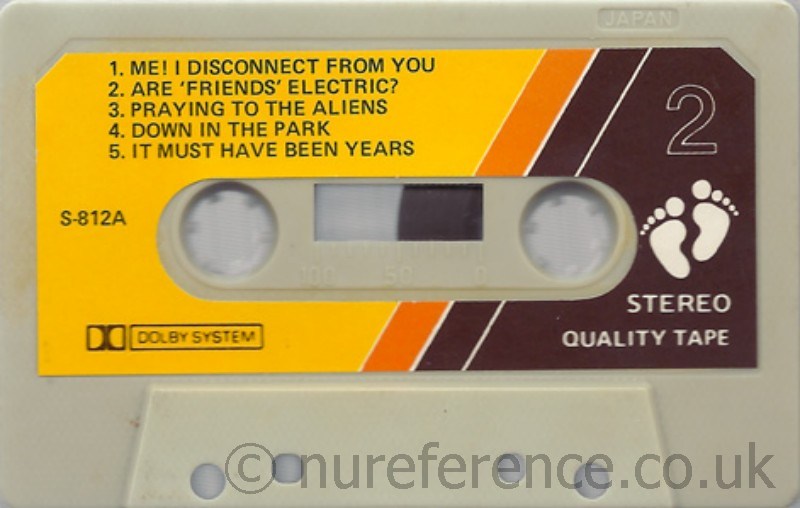 JAPAN
1. ME! I DISCONNECT FROM YOU
2. ARE 'FRIENDS' ELECTRIC?
3. PRAYING TO THE ALIENS
4. DOWN IN THE PARK
5. IT MUST HAVE BEEN YEARS
2
S-812A
100 50 0
STEREO
DOLBY SYSTEM
QUALITY TAPE
© nureference.co.uk